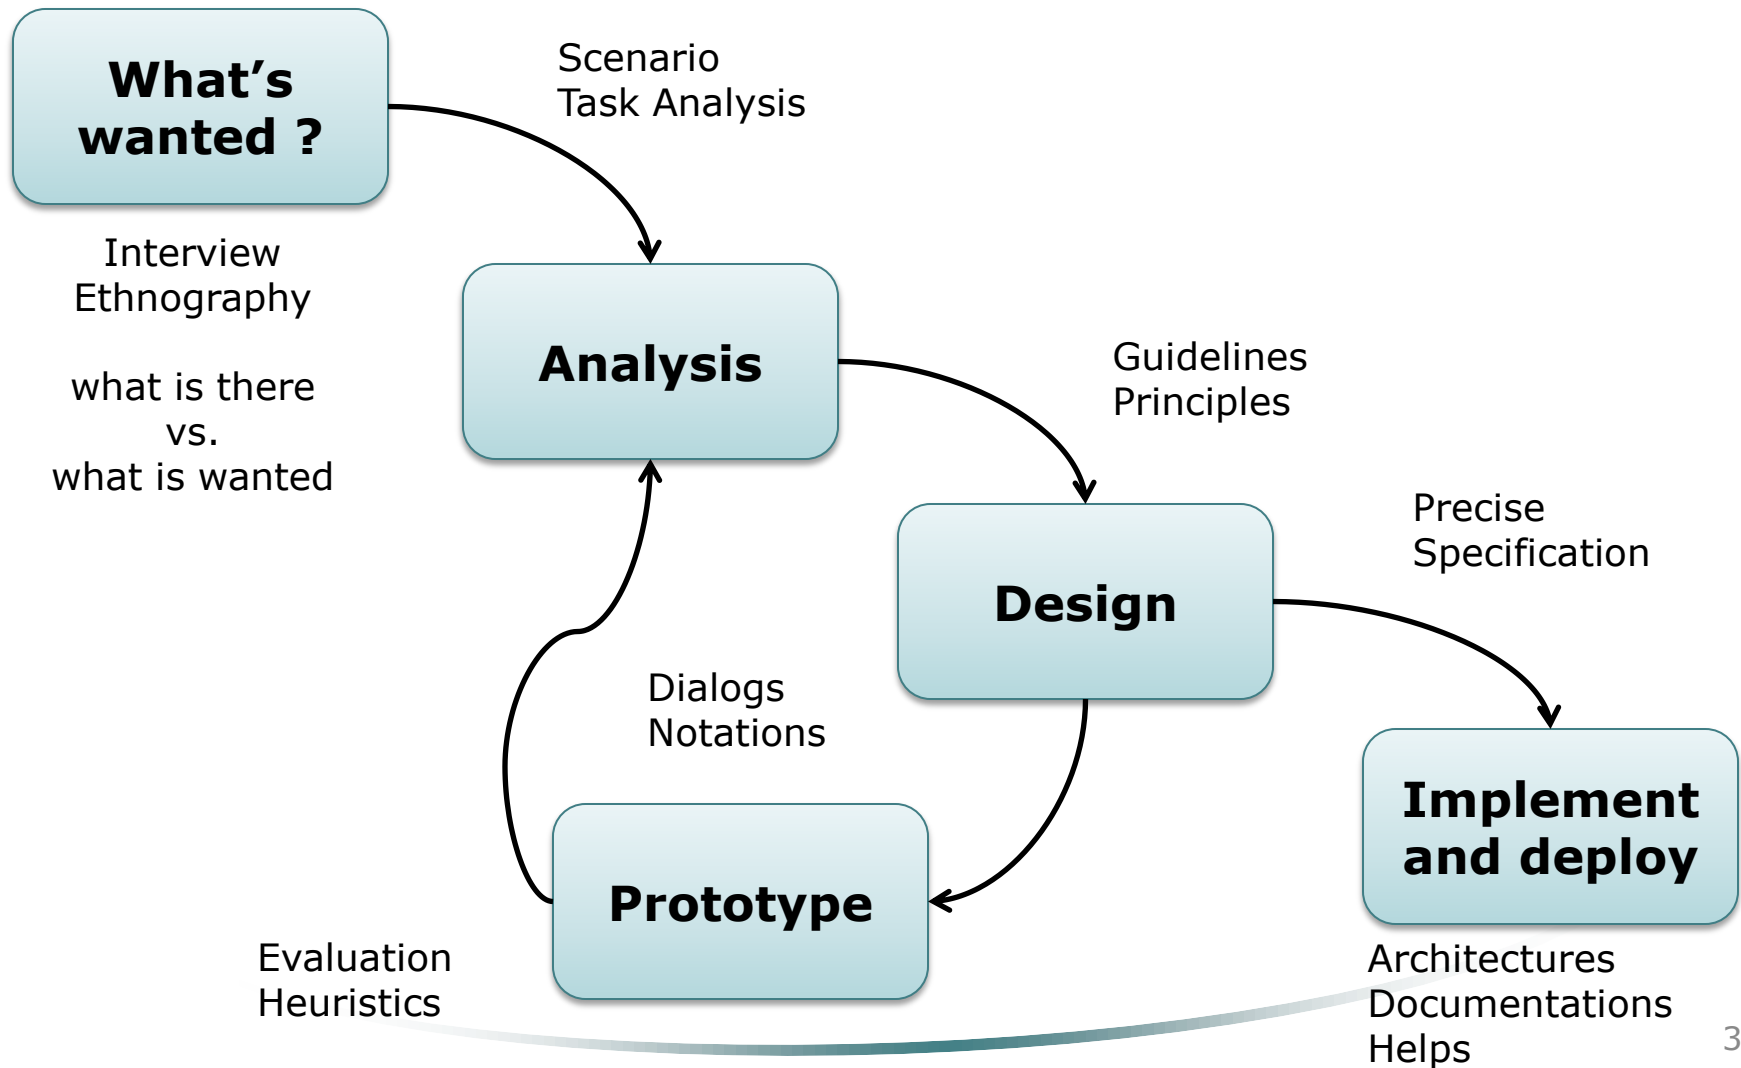 What’s
wanted ?
Scenario
Task Analysis
Interview
Ethnography
what is there
vs.
what is wanted
Analysis
Guidelines
Principles
Design
Precise
Specification
Dialogs
Notations
Prototype
Implement
and deploy
Evaluation
Heuristics
Architectures
Documentations
Helps
3